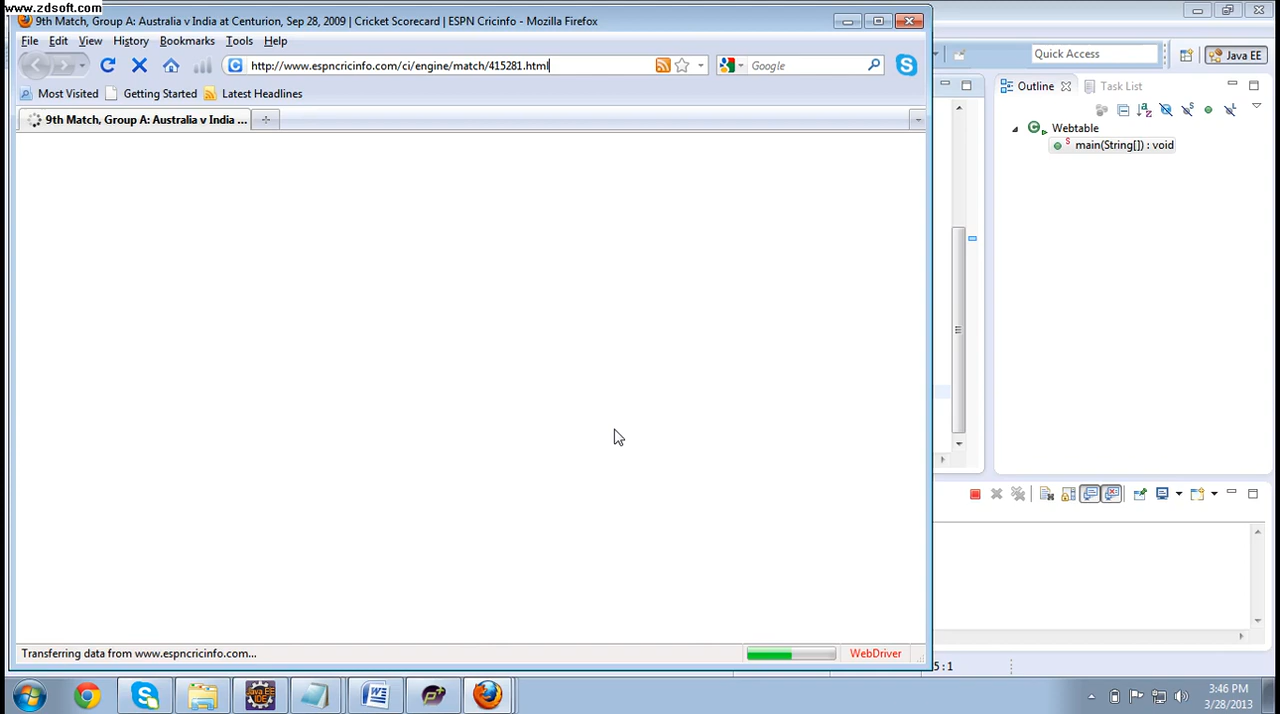 www.zdsoft.com
9th Match, Group A: Australia v India at Centurion, Sep 28, 2009 | Cricket Scorecard | ESPN Cricinfo - Mozilla Firefox
File Edit View History Bookmarks Tools Help
http://www.espncricinfo.com/ci/engine/match/415281.html
Google
Quick Access
Java EE
Most Visited Getting Started Latest Headlines
Outline Task List
9th Match, Group A: Australia v India ...
Webtable
main(String[]) : void
Transferring data from www.espncricinfo.com...
WebDriver
5:1
Java EE
IDE
3:46 PM
3/28/2013